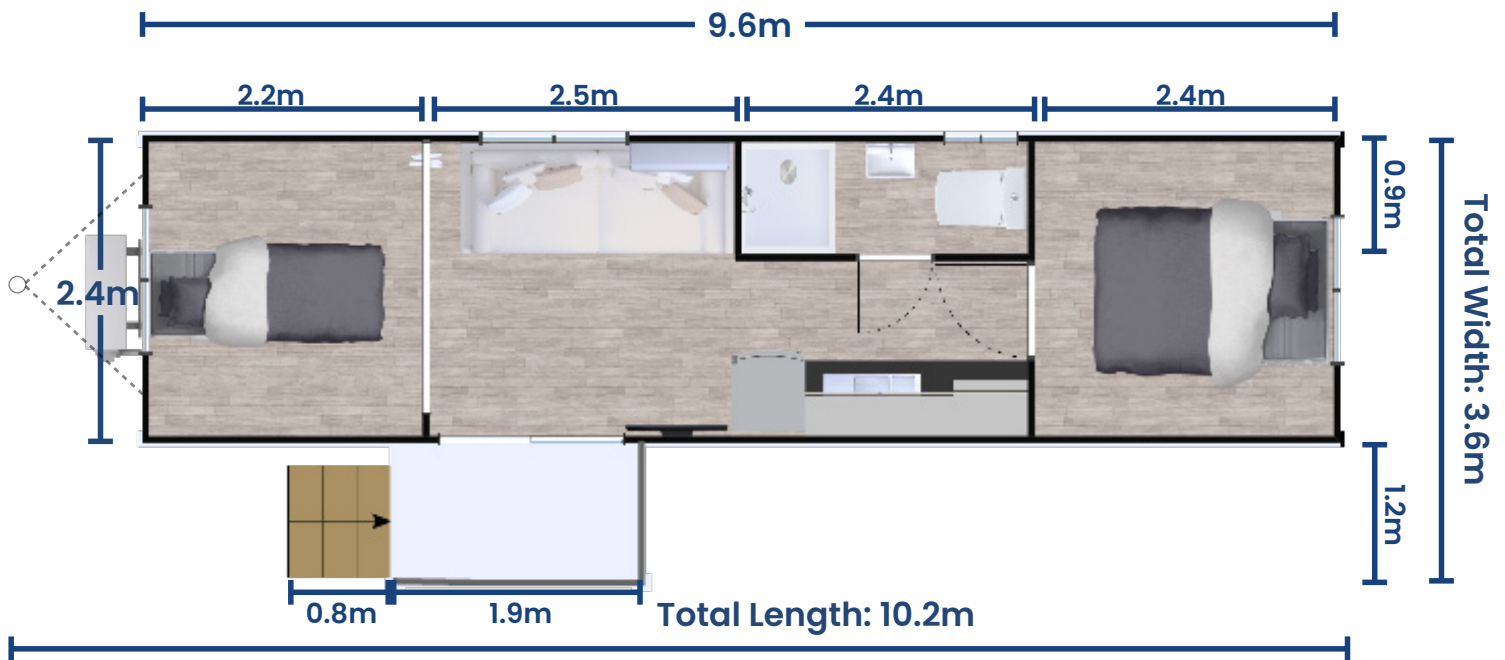 9.6m
2.2m
2.5m
2.4m
2.4m
2.4m
0.9m
Total Width: 3.6m
1.2m
0.8m
1.9m
Total Length: 10.2m